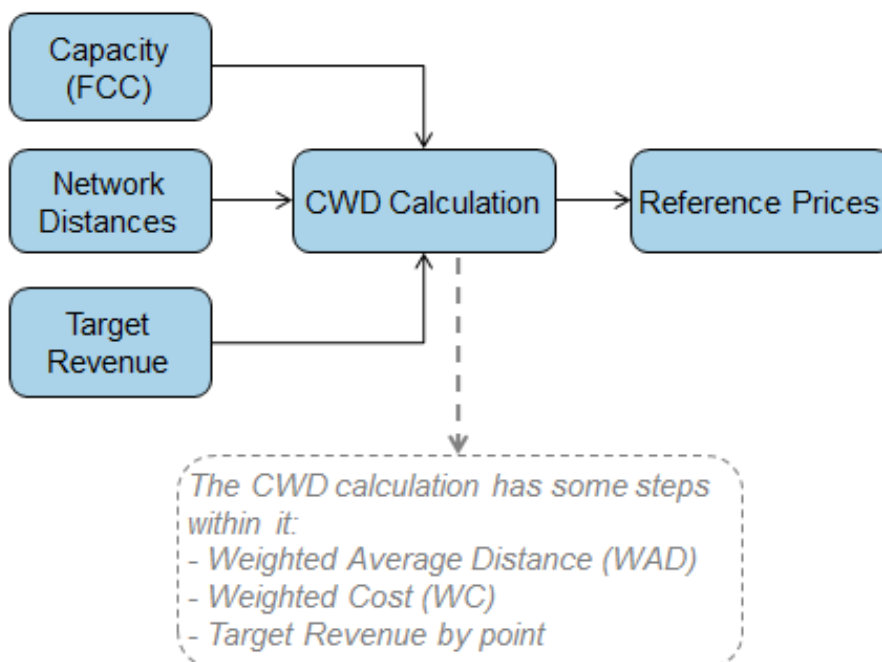 Capacity
(FCC)
Network
Distances
CWD Calculation
Reference Prices
Target
Revenue
The CWD calculation has some steps
within it:
- Weighted Average Distance (WAD)
- Weighted Cost (WC)
- Target Revenue by point